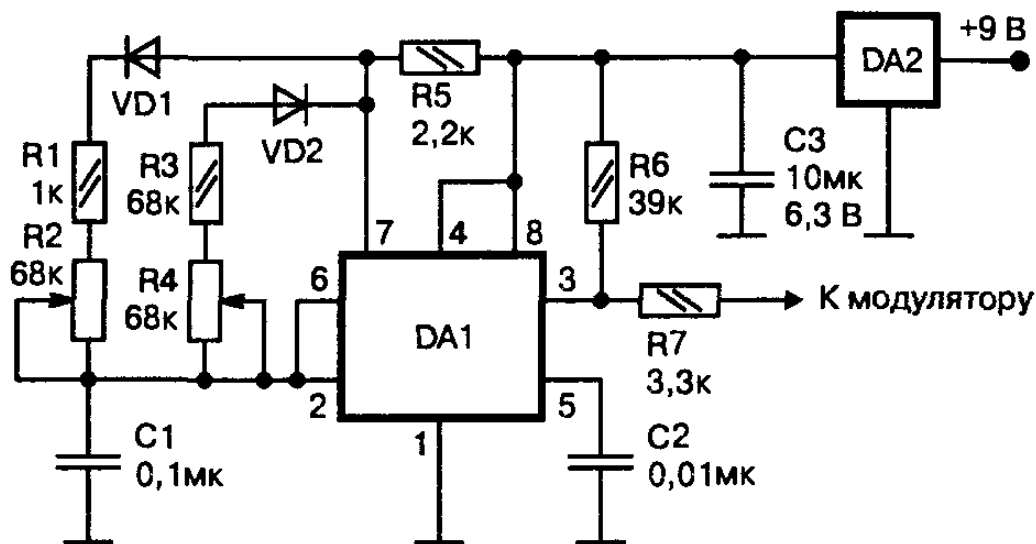 +9 В
DA2
VD1
R5
2,2к
VD2
R1
1к
R3
68к
R6
39к
C3
10мк
6,3 В
R2
68к
R4
68к
7
4
8
6
3
DA1
К модулятору
R7
3,3к
2
5
1
C1
0,1мк
C2
0,01мк